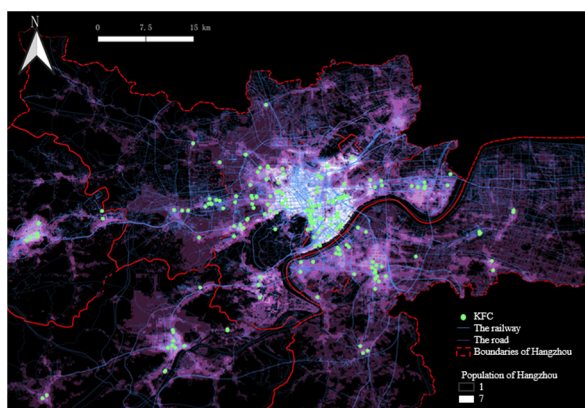 N
0 7.5 15 km
KFC
The railway
The road
Boundaries of Hangzhou
Population of Hangzhou
1
7